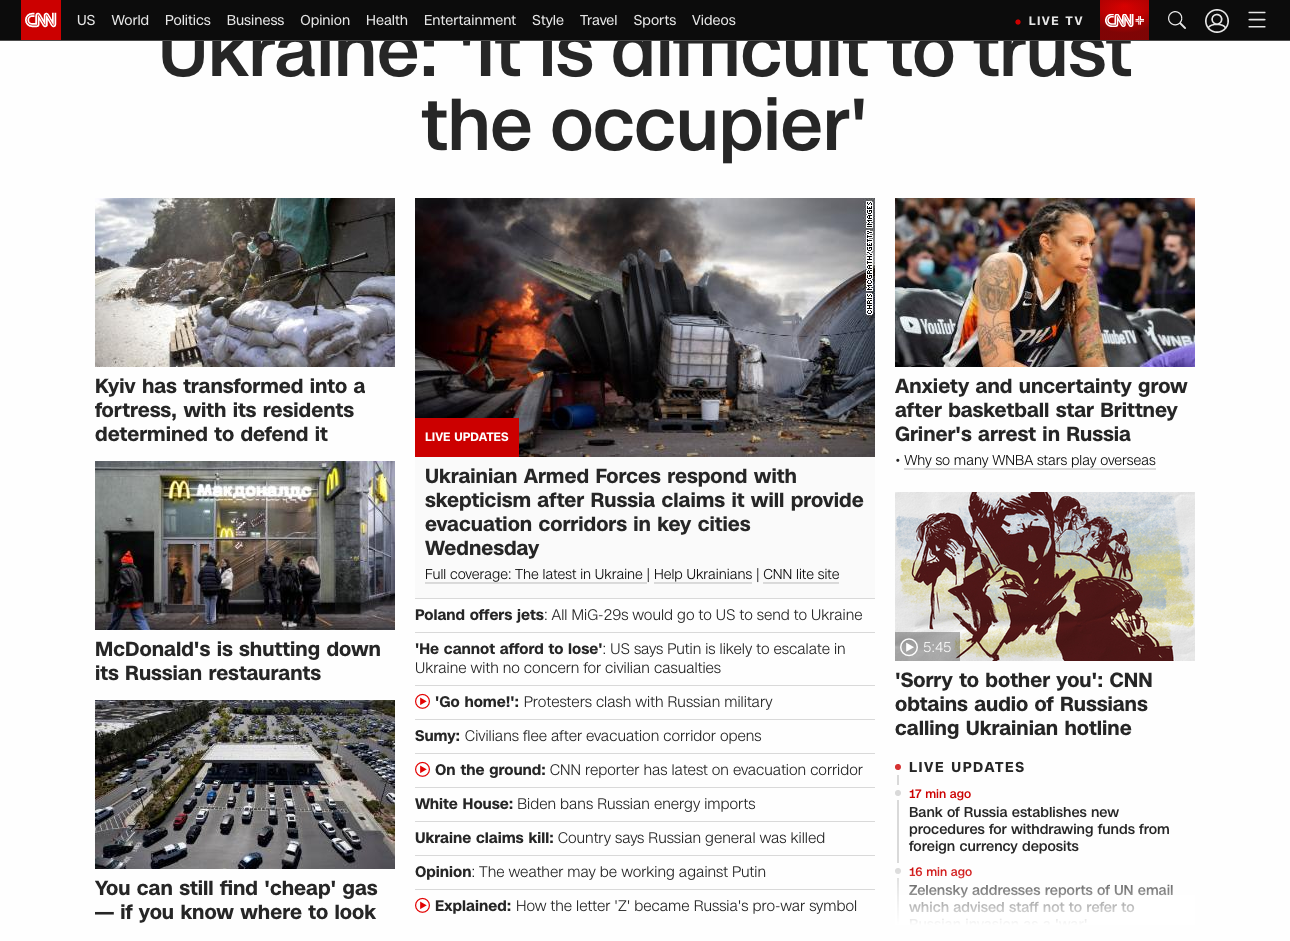 CNN
US World Politics Business Opinion Health Entertainment Style Travel Sports Videos
LIVE TV
CNN+
Ukraine: 'It is difficult to trust
the occupier'
Kyiv has transformed into a
fortress, with its residents
determined to defend it
Макдоналдс
McDonald's is shutting down
its Russian restaurants
You can still find 'cheap' gas
— if you know where to look
CHRIS MCGRATH/GETTY IMAGES
LIVE UPDATES
Ukrainian Armed Forces respond with
skepticism after Russia claims it will provide
evacuation corridors in key cities
Wednesday
Full coverage: The latest in Ukraine | Help Ukrainians | CNN lite site
Poland offers jets: All MiG-29s would go to US to send to Ukraine
'He cannot afford to lose': US says Putin is likely to escalate in
Ukraine with no concern for civilian casualties
'Go home!': Protesters clash with Russian military
Sumy: Civilians flee after evacuation corridor opens
On the ground: CNN reporter has latest on evacuation corridor
White House: Biden bans Russian energy imports
Ukraine claims kill: Country says Russian general was killed
Opinion: The weather may be working against Putin
Explained: How the letter 'Z' became Russia's pro-war symbol
YouTu
PHX
42
ubeTV
WNBA
Anxiety and uncertainty grow
after basketball star Brittney
Griner's arrest in Russia
• Why so many WNBA stars play overseas
5:45
'Sorry to bother you': CNN
obtains audio of Russians
calling Ukrainian hotline
LIVE UPDATES
17 min ago
Bank of Russia establishes new
procedures for withdrawing funds from
foreign currency deposits
16 min ago
Zelensky addresses reports of UN email
which advised staff not to refer to
Russian invasion as a 'war'